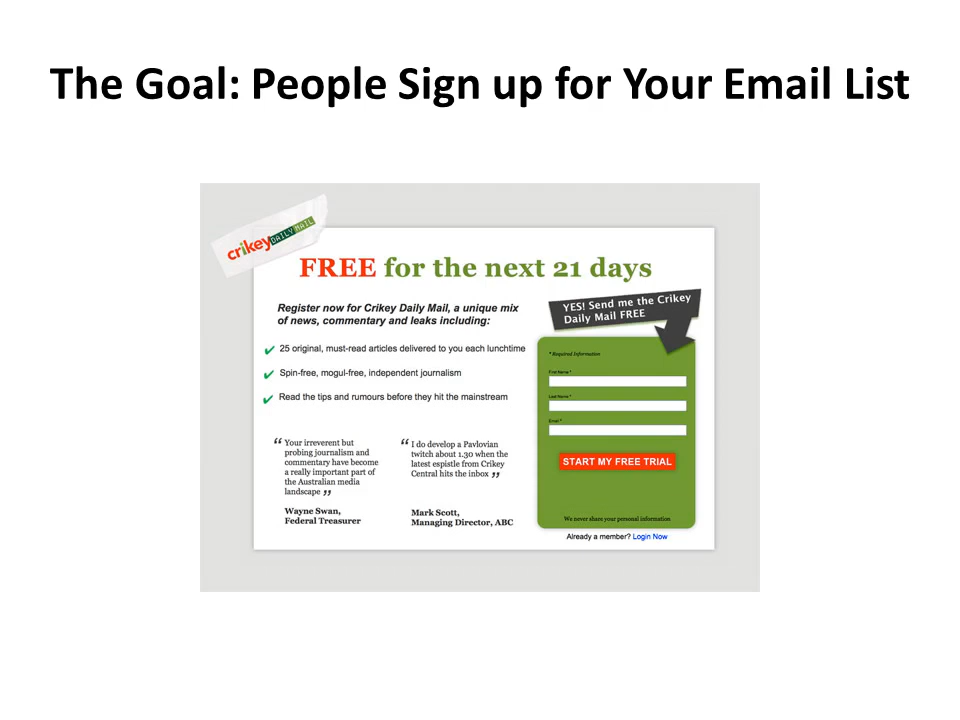 The Goal: People Sign up for Your Email List
crikey DAILY MAIL
FREE for the next 21 days
Register now for Crikey Daily Mail, a unique mix
of news, commentary and leaks including:
25 original, must-read articles delivered to you each lunchtime
Spin-free, mogul-free, independent journalism
Read the tips and rumours before they hit the mainstream
“ Your irreverent but
probing journalism and
commentary have become
a really important part of
the Australian media
landscape ”
Wayne Swan,
Federal Treasurer
“ I do develop a Pavlovian
twitch about 1.30 when the
latest espistle from Crikey
Central hits the inbox ”
Mark Scott,
Managing Director, ABC
YES! Send me the Crikey
Daily Mail FREE
* Required Information
First Name *
Last Name *
Email *
START MY FREE TRIAL
We never share your personal information
Already a member? Login Now